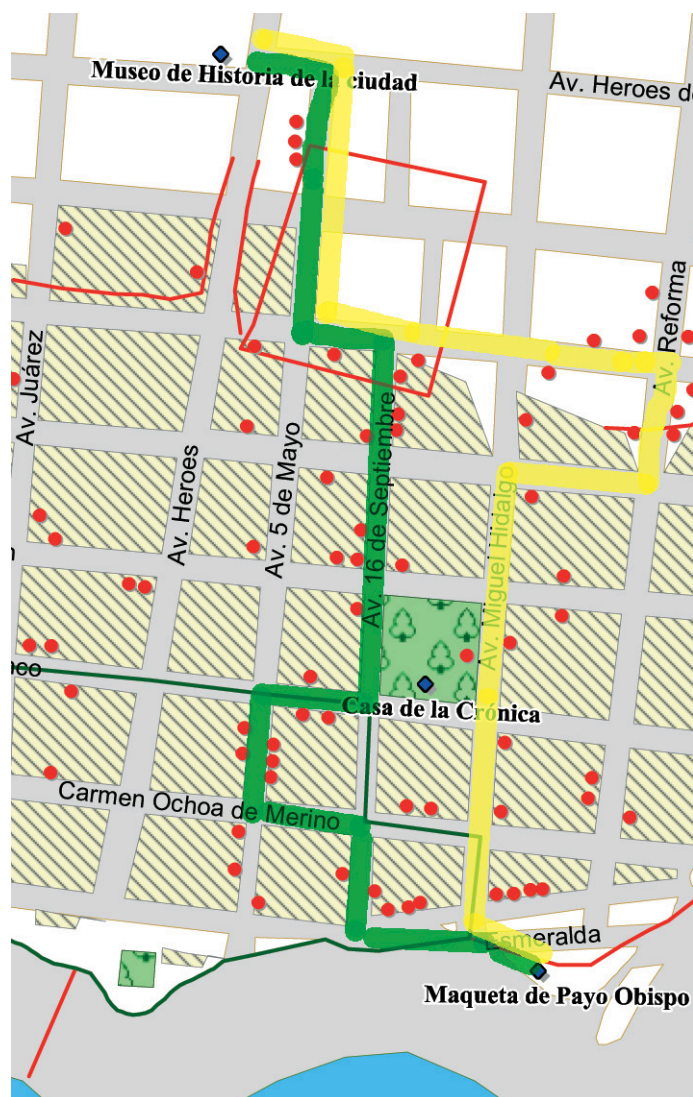 Museo de Historia de la ciudad
Av. Heroes de
Av. Reforma
Av. Juárez
Av. Heroes
Av. 5 de Mayo
Av. 16 de Septiembre
Av. Miguel Hidalgo
co
Casa de la Crónica
Carmen Ochoa de Merino
Esmeralda
Maqueta de Payo Obispo